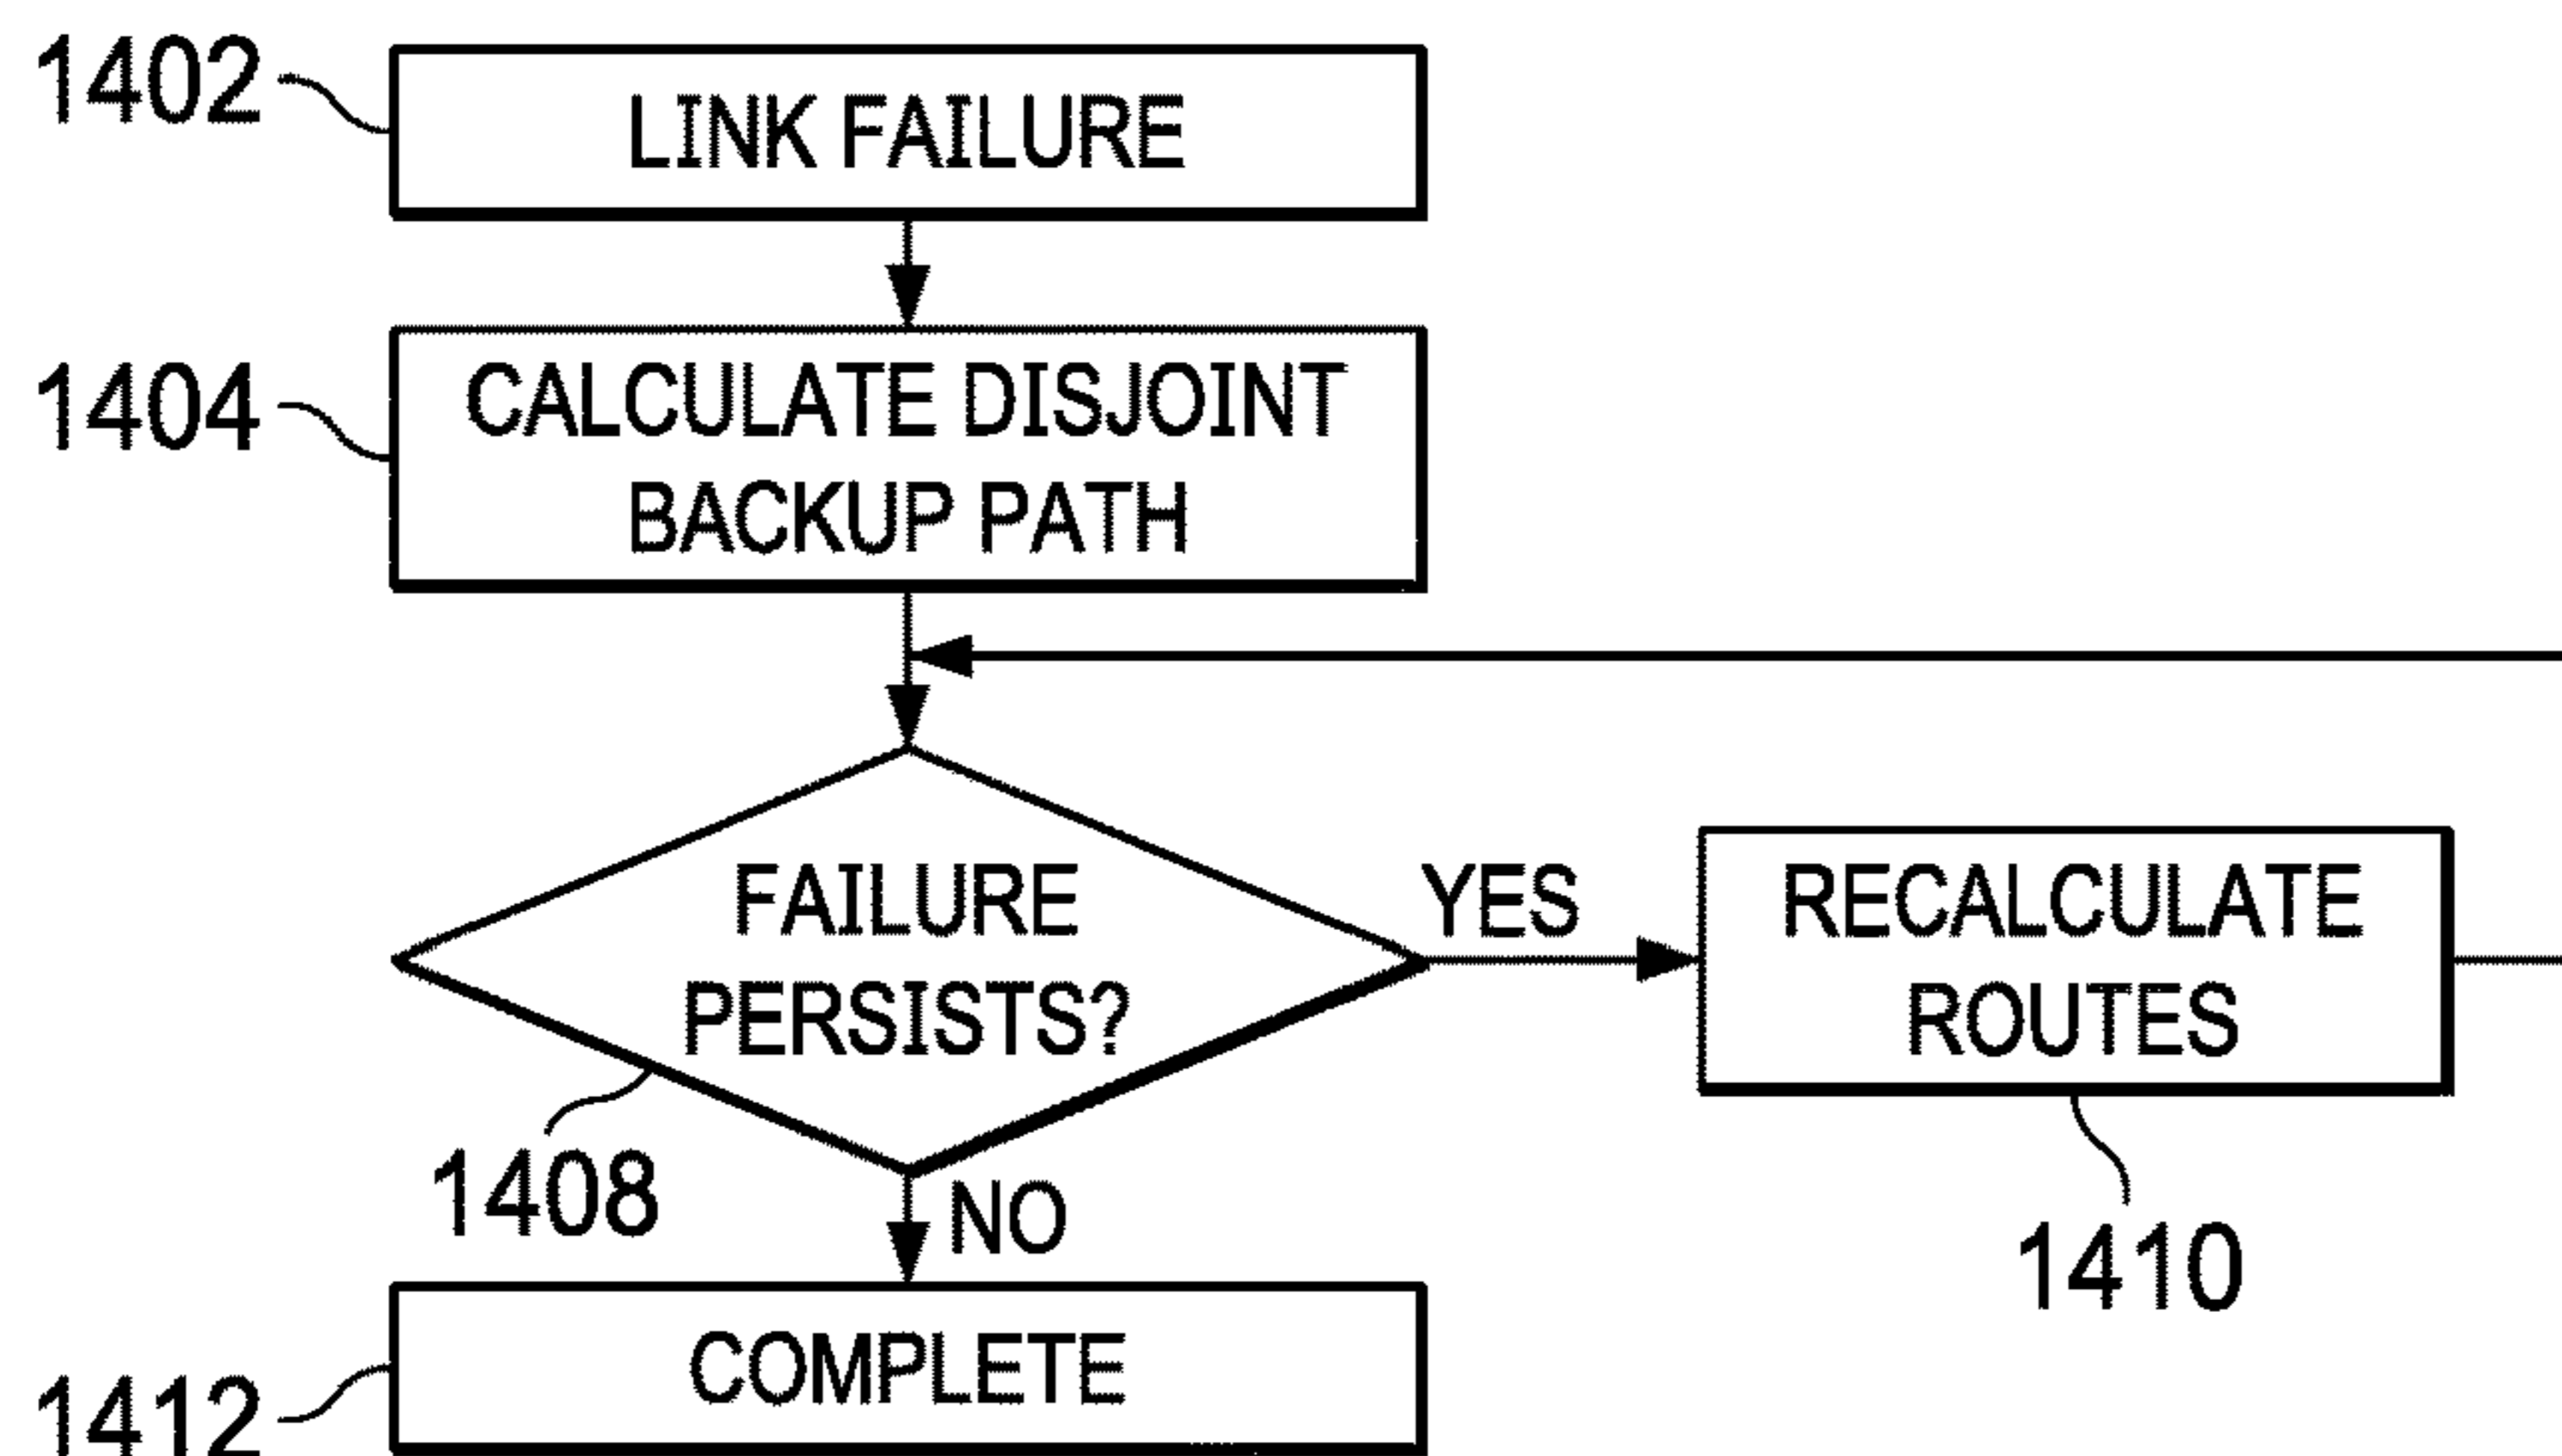 1402
LINK FAILURE
1404
CALCULATE DISJOINT
BACKUP PATH
FAILURE
PERSISTS?
YES
RECALCULATE
ROUTES
1408
NO
1410
COMPLETE
1412